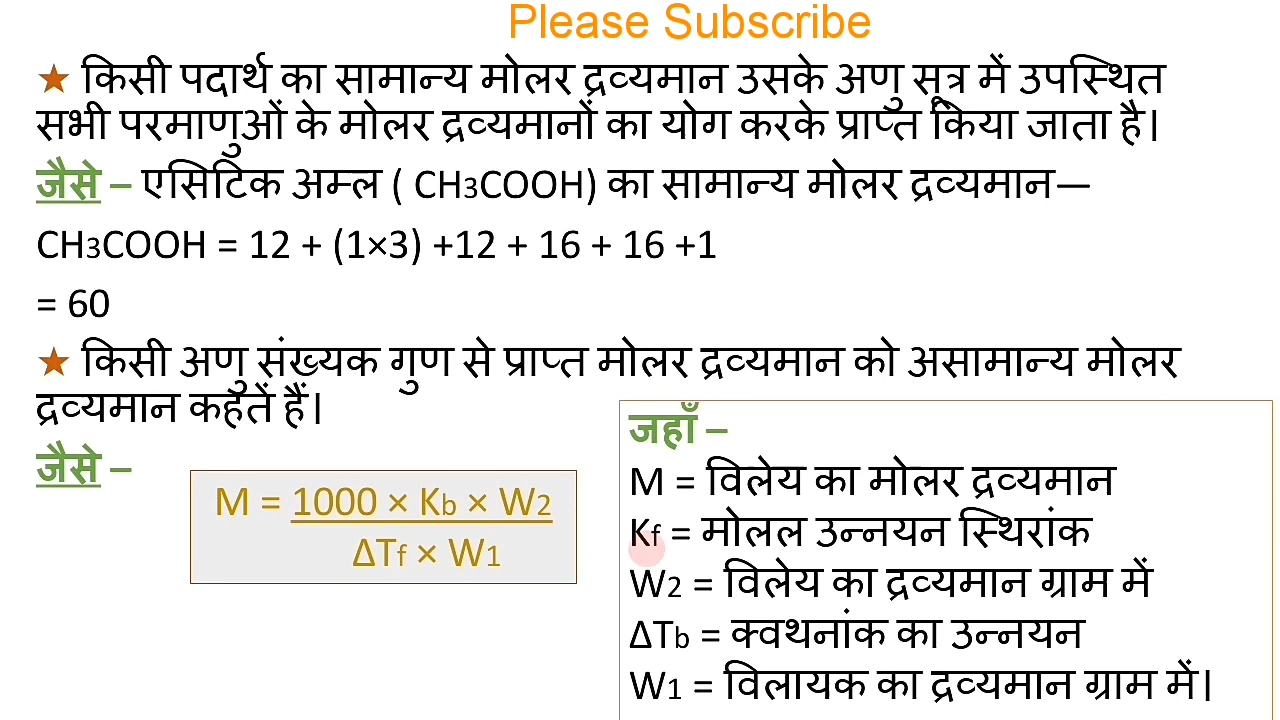 Please Subscribe
★ किसी पदार्थ का सामान्य मोलर द्रव्यमान उसके अणु सूत्र में उपस्थित
सभी परमाणुओं के मोलर द्रव्यमानों का योग करके प्राप्त किया जाता है।
जैसे – एसिटिक अम्ल ( CH3COOH) का सामान्य मोलर द्रव्यमान—
CH3COOH = 12 + (1×3) +12 + 16 + 16 +1
= 60
★ किसी अणु संख्यक गुण से प्राप्त मोलर द्रव्यमान को असामान्य मोलर
द्रव्यमान कहतें हैं।
जैसे –
M = 1000 × Kb × W2
ΔTf × W1
जहाँ –
M = विलेय का मोलर द्रव्यमान
Kf = मोलल उन्नयन स्थिरांक
W2 = विलेय का द्रव्यमान ग्राम में
ΔTb = क्वथनांक का उन्नयन
W1 = विलायक का द्रव्यमान ग्राम में।